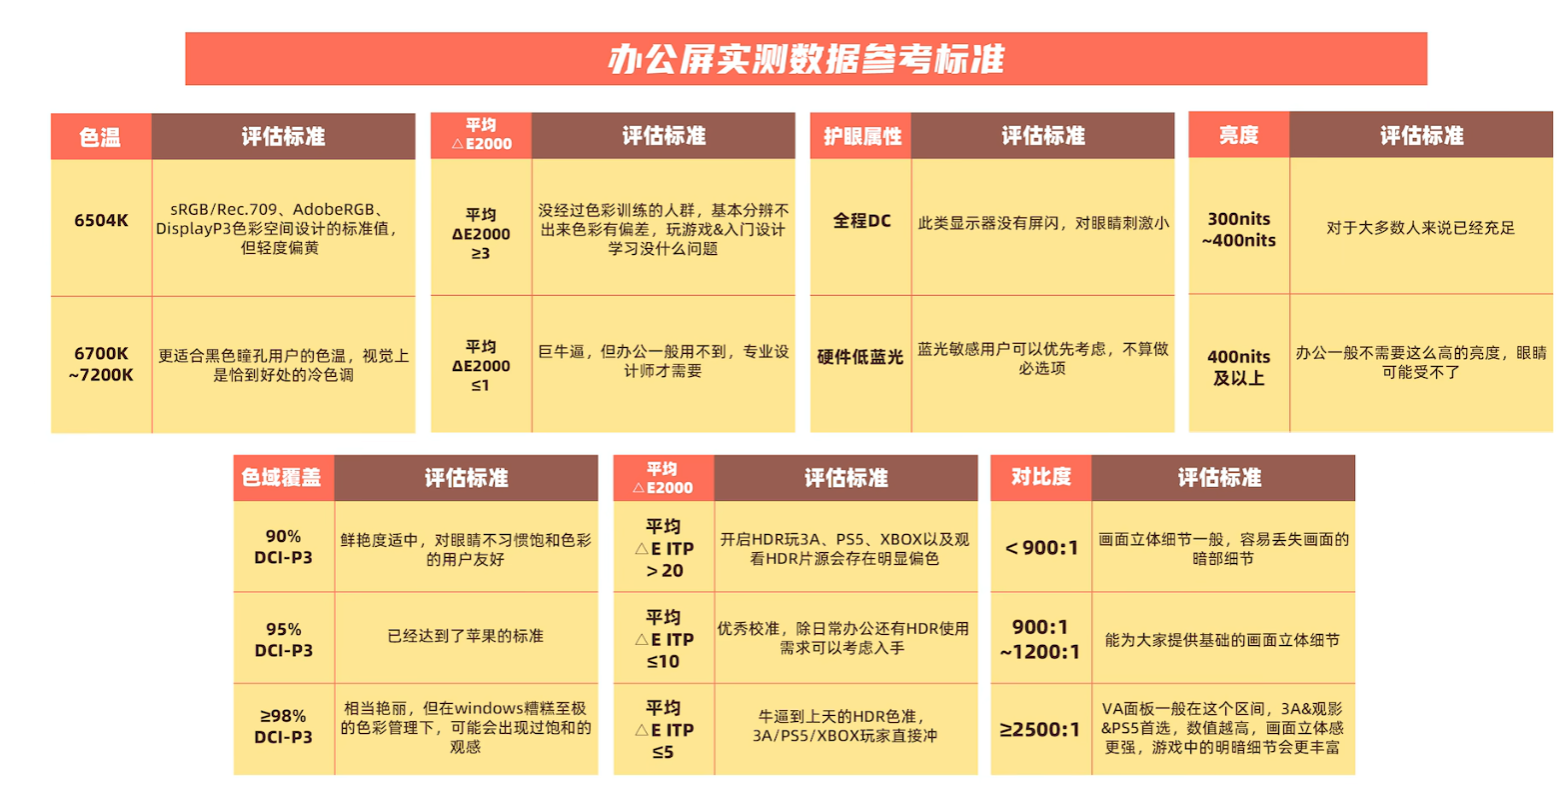 办公屏实测数据参考标准
色温
评估标准
6504K
sRGB/Rec.709、AdobeRGB、
DisplayP3色彩空间设计的标准值，
但轻度偏黄
6700K
~7200K
更适合黑色瞳孔用户的色温，视觉上
是恰到好处的冷色调
平均
△E2000
评估标准
平均
ΔE2000
≥3
没经过色彩训练的人群，基本分辨不
出来色彩有偏差，玩游戏&入门设计
学习没什么问题
平均
ΔE2000
≤1
巨牛逼，但办公一般用不到，专业设
计师才需要
护眼属性
评估标准
全程DC
此类显示器没有屏闪，对眼睛刺激小
硬件低蓝光
蓝光敏感用户可以优先考虑，不算做
必选项
亮度
评估标准
300nits
~400nits
对于大多数人来说已经充足
400nits
及以上
办公一般不需要这么高的亮度，眼睛
可能受不了
色域覆盖
评估标准
90%
DCI-P3
鲜艳度适中，对眼睛不习惯饱和色彩
的用户友好
95%
DCI-P3
已经达到了苹果的标准
≥98%
DCI-P3
相当艳丽，但在windows糟糕至极
的色彩管理下，可能会出现过饱和的
观感
平均
△E2000
评估标准
平均
△E ITP
＞20
开启HDR玩3A、PS5、XBOX以及观
看HDR片源会存在明显偏色
平均
△E ITP
≤10
优秀校准，除日常办公还有HDR使用
需求可以考虑入手
平均
△E ITP
≤5
牛逼到上天的HDR色准，
3A/PS5/XBOX玩家直接冲
对比度
评估标准
＜900:1
画面立体细节一般，容易丢失画面的
暗部细节
900:1
~1200:1
能为大家提供基础的画面立体细节
≥2500:1
VA面板一般在这个区间，3A&观影
&PS5首选，数值越高，画面立体感
更强，游戏中的明暗细节会更丰富